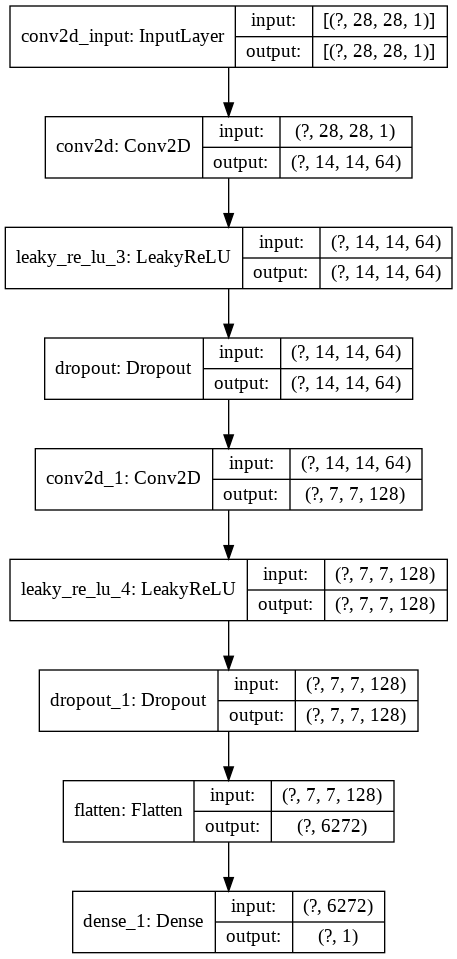 conv2d_input: InputLayer
input: [(?, 28, 28, 1)]
output: [(?, 28, 28, 1)]
conv2d: Conv2D
input: (?, 28, 28, 1)
output: (?, 14, 14, 64)
leaky_re_lu_3: LeakyReLU
input: (?, 14, 14, 64)
output: (?, 14, 14, 64)
dropout: Dropout
input: (?, 14, 14, 64)
output: (?, 14, 14, 64)
conv2d_1: Conv2D
input: (?, 14, 14, 64)
output: (?, 7, 7, 128)
leaky_re_lu_4: LeakyReLU
input: (?, 7, 7, 128)
output: (?, 7, 7, 128)
dropout_1: Dropout
input: (?, 7, 7, 128)
output: (?, 7, 7, 128)
flatten: Flatten
input: (?, 7, 7, 128)
output: (?, 6272)
dense_1: Dense
input: (?, 6272)
output: (?, 1)